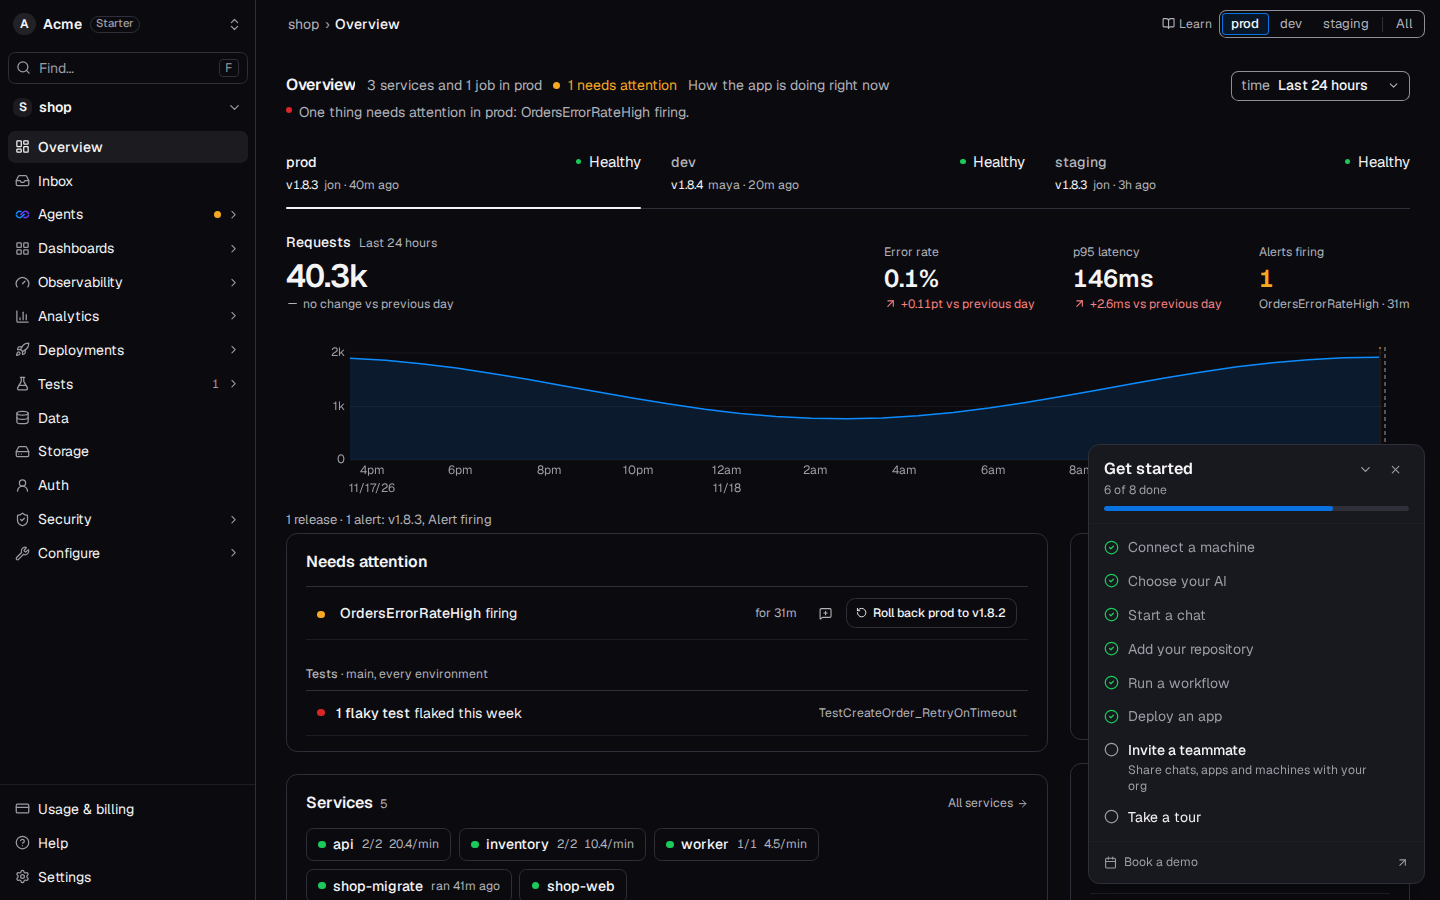 A Acme Starter
Find... F
S shop
Overview
Inbox
Agents
Dashboards
Observability
Analytics
Deployments
Tests 1
Data
Storage
Auth
Security
Configure
Usage & billing
Help
Settings
shop › Overview
Learn prod dev staging All
Overview 3 services and 1 job in prod 1 needs attention How the app is doing right now
time Last 24 hours
One thing needs attention in prod: OrdersErrorRateHigh firing.
prod Healthy
v1.8.3 jon · 40m ago
dev Healthy
v1.8.4 maya · 20m ago
staging Healthy
v1.8.3 jon · 3h ago
Requests Last 24 hours
40.3k
no change vs previous day
Error rate
0.1%
+0.11pt vs previous day
p95 latency
146ms
+2.6ms vs previous day
Alerts firing
1
OrdersErrorRateHigh · 31m
2k
1k
0
4pm 6pm 8pm 10pm 12am 2am 4am 6am 8am
11/17/26 11/18
1 release · 1 alert: v1.8.3, Alert firing
Needs attention
OrdersErrorRateHigh firing for 31m Roll back prod to v1.8.2
Tests · main, every environment
1 flaky test flaked this week TestCreateOrder_RetryOnTimeout
Services 5 All services →
api 2/2 20.4/min inventory 2/2 10.4/min worker 1/1 4.5/min
shop-migrate ran 41m ago shop-web
Get started
6 of 8 done
Connect a machine
Choose your AI
Start a chat
Add your repository
Run a workflow
Deploy an app
Invite a teammate
Share chats, apps and machines with your
org
Take a tour
Book a demo